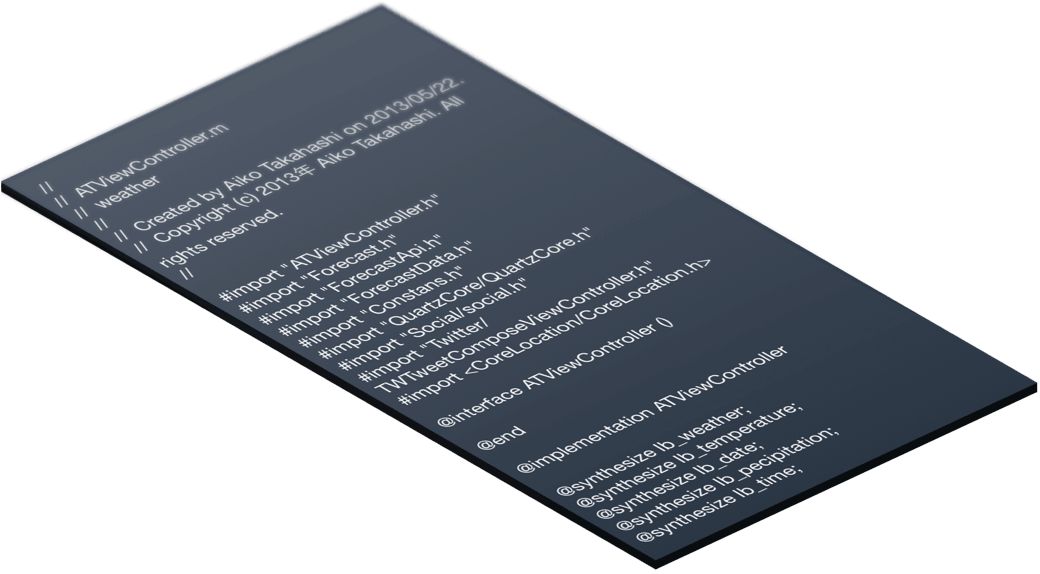 //
// ATViewController.m
// weather
//
// Created by Aiko Takahashi on 2013/05/22..
// Copyright (c) 2013年 Aiko Takahashi. All
rights reserved.
//
#import "ATViewController.h"
#import "Forecast.h"
#import "ForecastApi.h"
#import "ForecastData.h"
#import "Constans.h"
#import "QuartzCore/QuartzCore.h"
#import "Social/social.h"
#import "Twitter/
TWTweetComposeViewController.h"
#import <CoreLocation/CoreLocation.h>
@interface ATViewController ()
@end
@implementation ATViewController
@synthesize lb_weather;
@synthesize lb_temperature;
@synthesize lb_date;
@synthesize lb_pecipitation;
@synthesize lb_time;